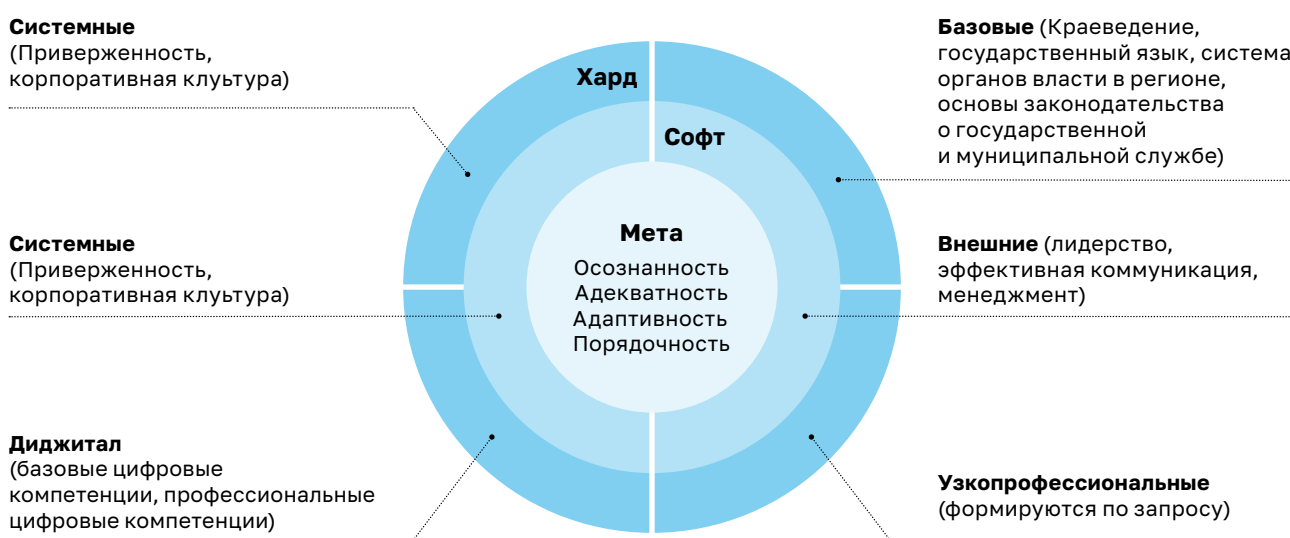 Системные
(Приверженность,
корпоративная клуьтура)
Системные
(Приверженность,
корпоративная клуьтура)
Диджитал
(базовые цифровые
компетенции, профессиональные
цифровые компетенции)
Хард
Софт
Мета
Осознанность
Адекватность
Адаптивность
Порядочность
Базовые (Краеведение,
государственный язык, система
органов власти в регионе,
основы законодательства
о государственной
и муниципальной службе)
Внешние (лидерство,
эффективная коммуникация,
менеджмент)
Узкопрофессиональные
(формируются по запросу)